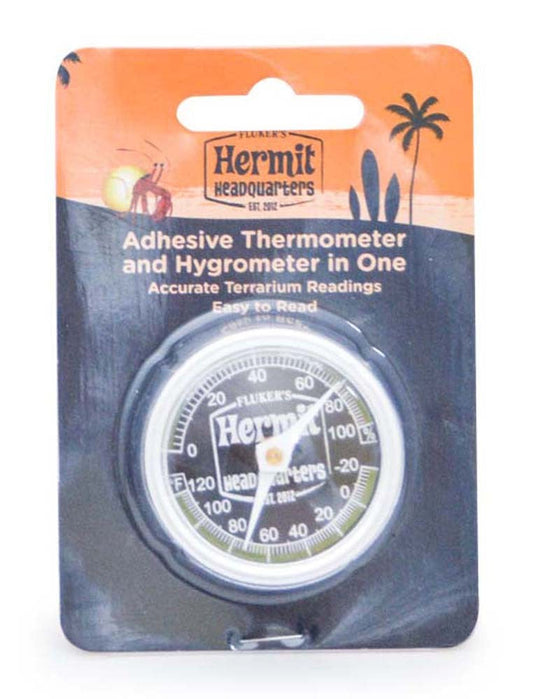 FLUKER'S
Hermit
HEADQUARTERS
EST. 2012
Adhesive Thermometer
and Hygrometer in One
Accurate Terrarium Readings
Easy to Read
0 20 40 60 80 100 %
FLUKER'S
Hermit
HEADQUARTERS
EST. 2012
°F 120 100 80 60 40 20 0 -20